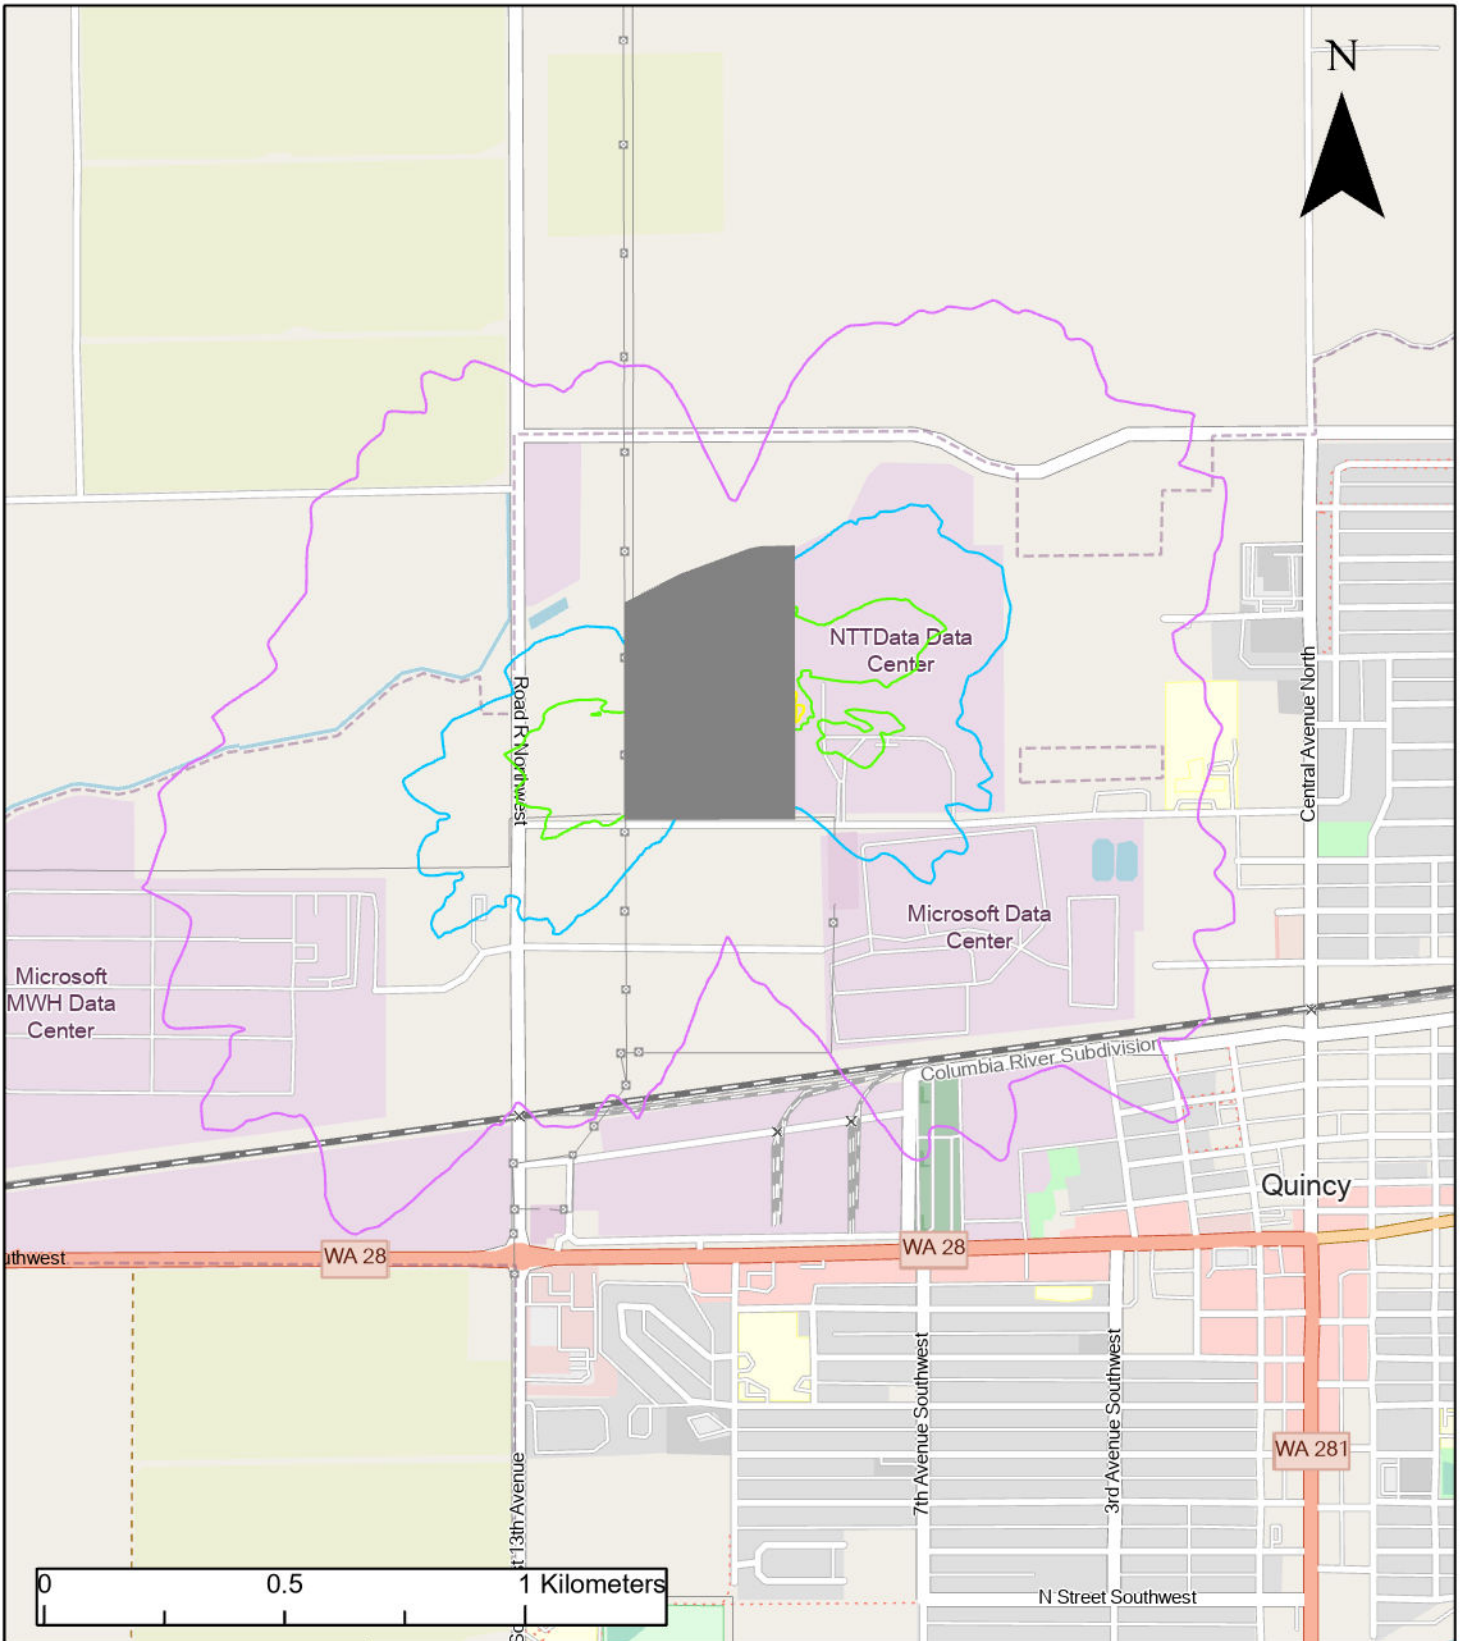 N
NTTData Data
Center
Road R Northwest
Central Avenue North
Microsoft Data
Center
Microsoft
MWH Data
Center
Columbia River Subdivision
Quincy
WA 28
WA 28
uthwest
7th Avenue Southwest
3rd Avenue Southwest
WA 281
t 13th Avenue
0 0.5 1 Kilometers
N Street Southwest